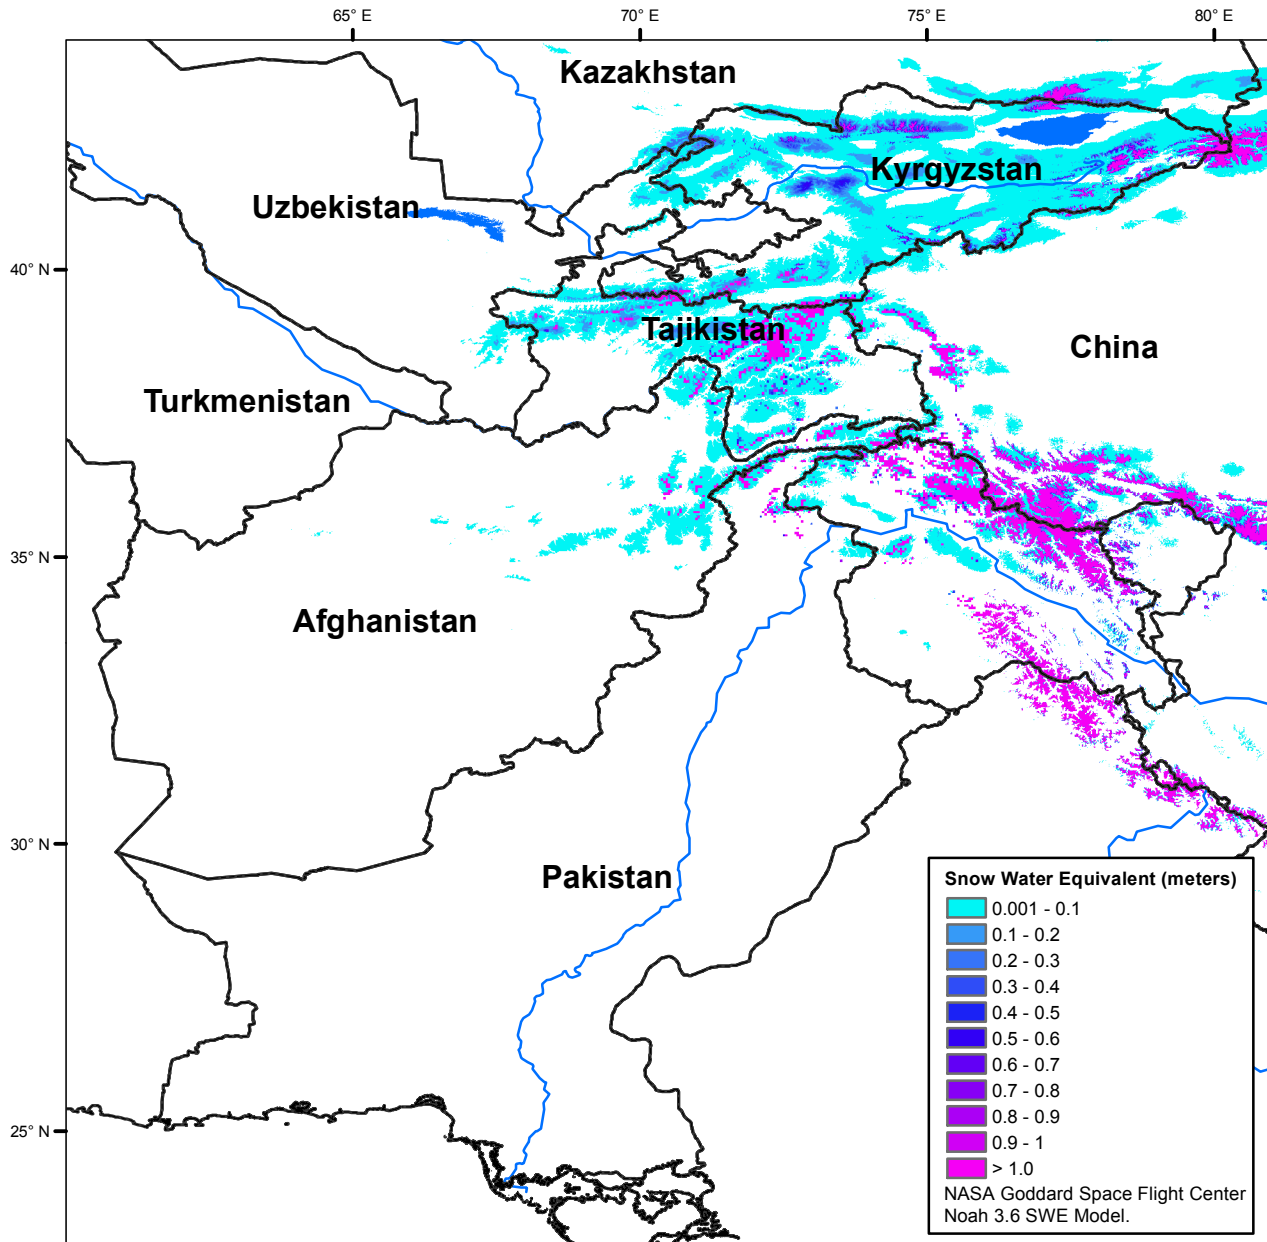 65° E
70° E
75° E
80° E
Kazakhstan
Kyrgyzstan
Uzbekistan
40° N
Tajikistan
China
Turkmenistan
35° N
Afghanistan
30° N
Pakistan
25° N
Snow Water Equivalent (meters)
0.001 - 0.1
0.1 - 0.2
0.2 - 0.3
0.3 - 0.4
0.4 - 0.5
0.5 - 0.6
0.6 - 0.7
0.7 - 0.8
0.8 - 0.9
0.9 - 1
> 1.0
NASA Goddard Space Flight Center
Noah 3.6 SWE Model.